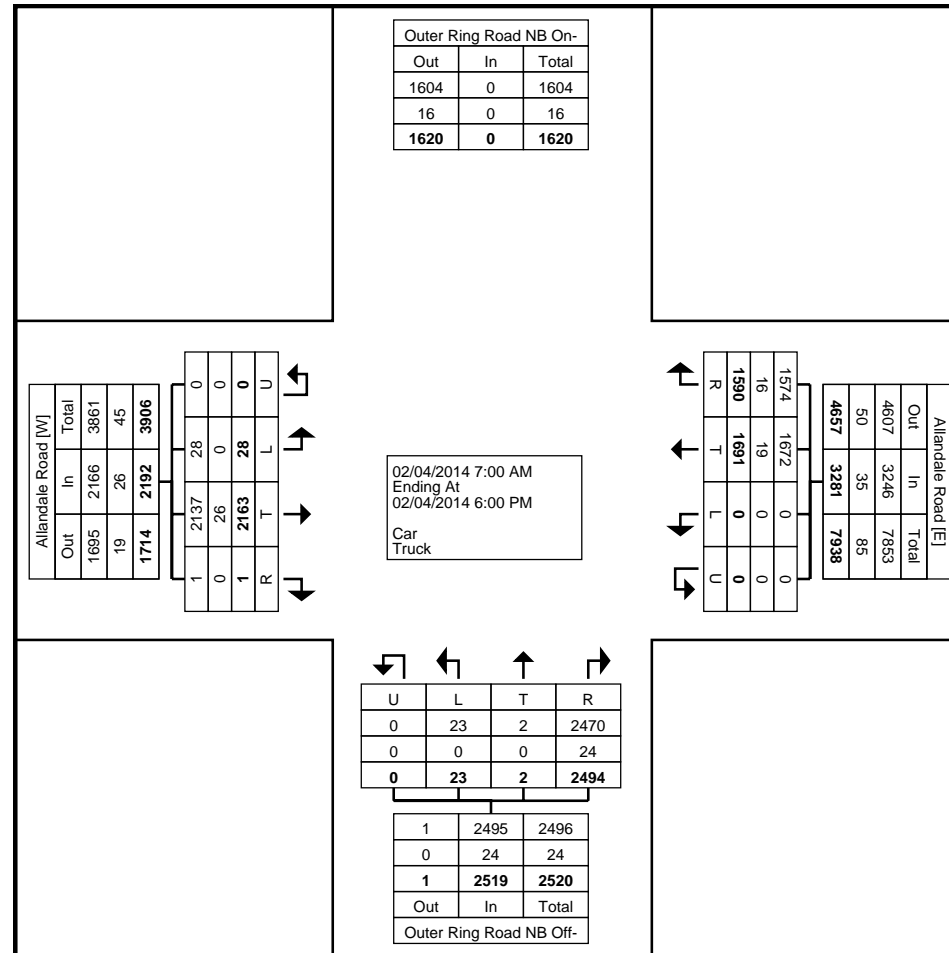 Outer Ring Road NB On-
Out In Total
1604 0 1604
16 0 16
1620 0 1620
Allandale Road [W]
Total In Out
3861 2166 1695
45 26 19
3906 2192 1714
0 28 2137 1
0 0 26 0
0 28 2163 1
U L T R
02/04/2014 7:00 AM
Ending At
02/04/2014 6:00 PM
Car
Truck
R T L U
1590 1691 0 0
16 19 0 0
1574 1672 0 0
Allandale Road [E]
Out In Total
4607 3246 7853
50 35 85
4657 3281 7938
U L T R
0 23 2 2470
0 0 0 24
0 23 2 2494
1 2495 2496
0 24 24
1 2519 2520
Out In Total
Outer Ring Road NB Off-